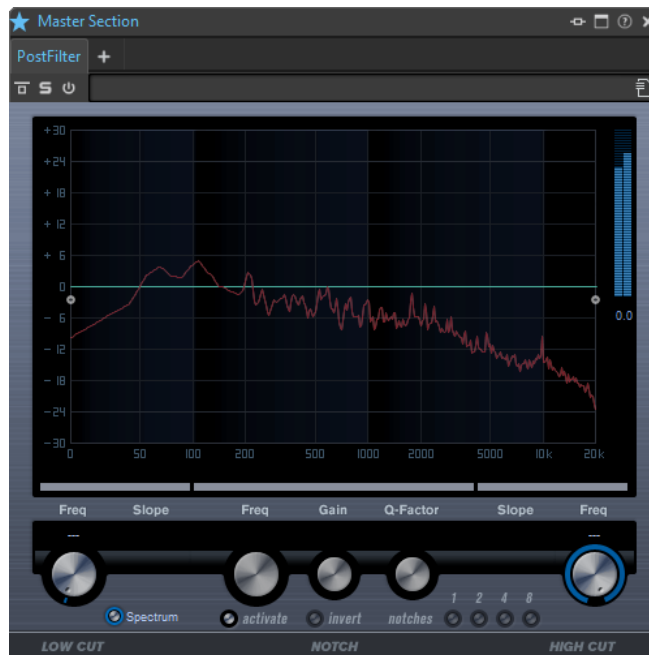 Master Section
PostFilter +
S
+30
+24
+ 18
+ 12
+ 6
0
- 6
- 12
- 18
-24
-30
0.0
0 50 100 200 500 1000 2000 5000 10k 20k
Freq Slope Freq Gain Q-Factor Slope Freq
--- ---
1 2 4 8
Spectrum activate invert notches
LOW CUT NOTCH HIGH CUT